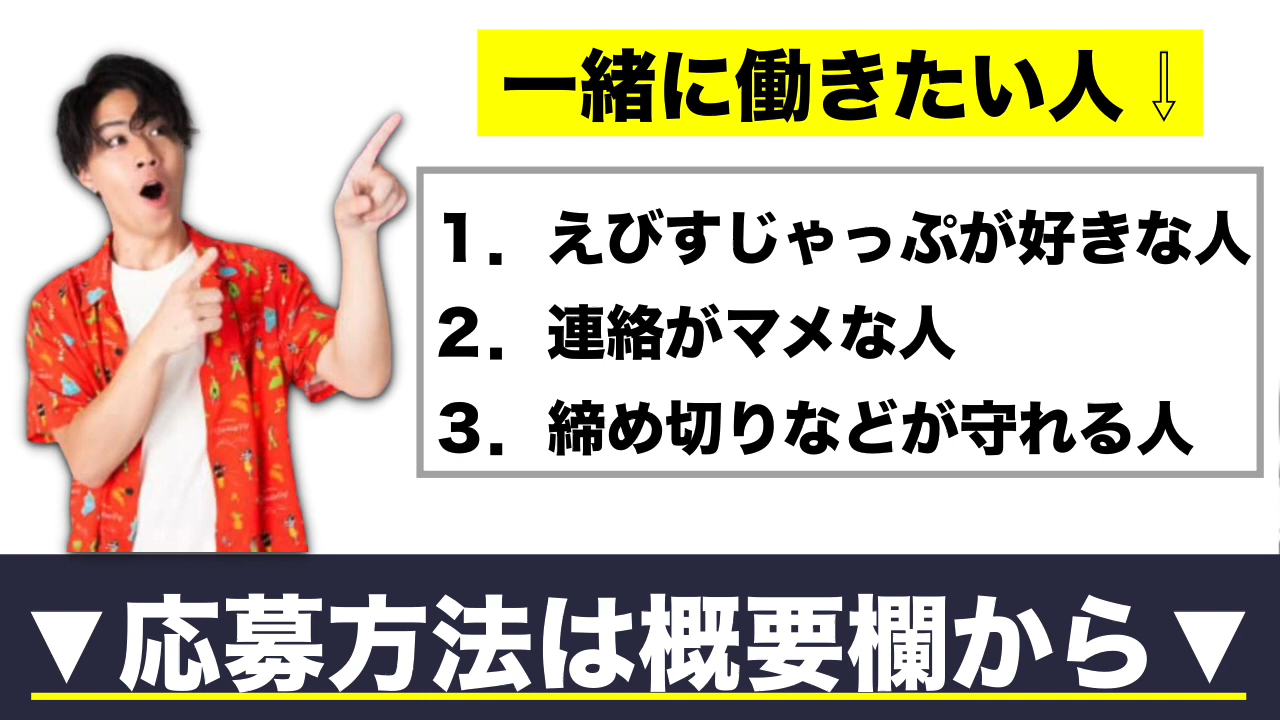 一緒に働きたい人⇩
１．えびすじゃっぷが好きな人
２．連絡がマメな人
３．締め切りなどが守れる人
▼応募方法は概要欄から▼